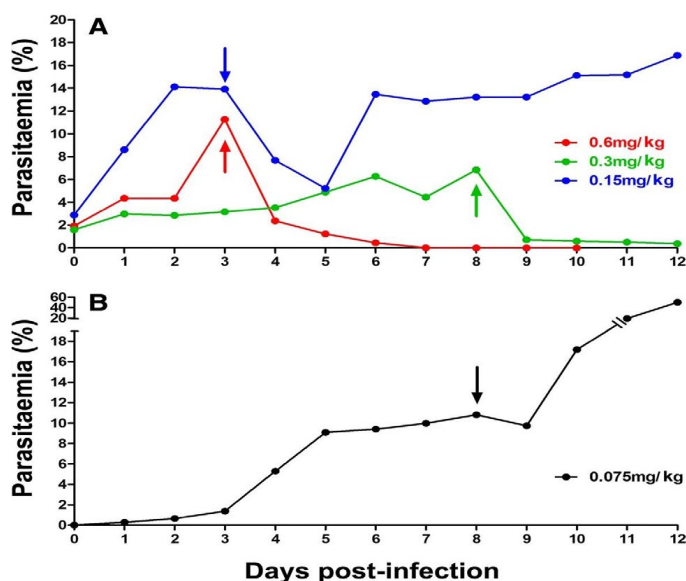 A
Parasitaemia (%)
20
18
16
14
12
10
8
6
4
2
0
0 1 2 3 4 5 6 7 8 9 10 11 12
0.6mg/kg
0.3mg/kg
0.15mg/kg
B
Parasitaemia (%)
60
40
20
18
16
14
12
10
8
6
4
2
0
0 1 2 3 4 5 6 7 8 9 10 11 12
0.075mg/kg
Days post-infection